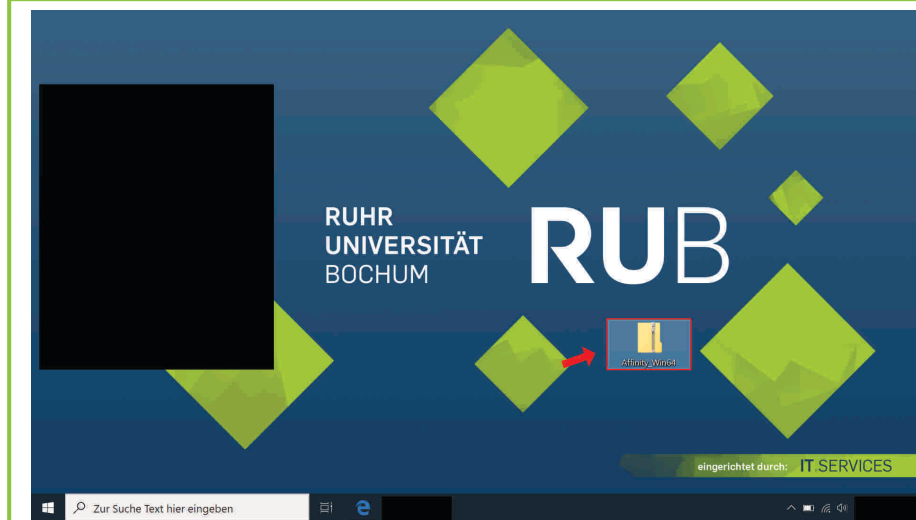 RUHR
UNIVERSITÄT
BOCHUM
RUB
Affinity_Win64
eingerichtet durch: IT.SERVICES
Zur Suche Text hier eingeben